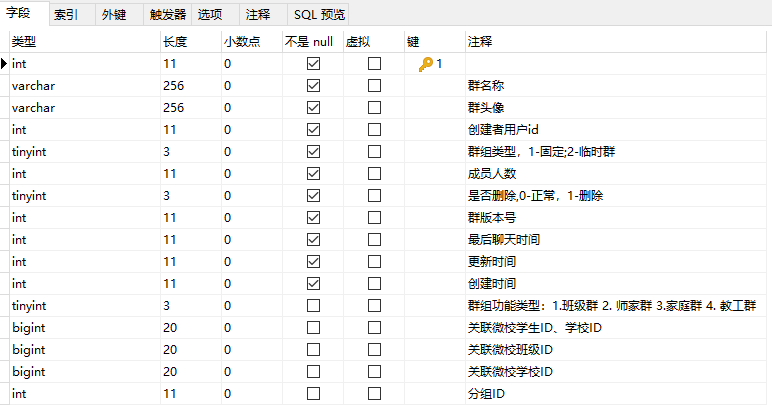 字段 索引 外键 触发器 选项 注释 SQL 预览
类型 长度 小数点 不是 null 虚拟 键 注释
int 11 0 1
varchar 256 0 群名称
varchar 256 0 群头像
int 11 0 创建者用户id
tinyint 3 0 群组类型，1-固定;2-临时群
int 11 0 成员人数
tinyint 3 0 是否删除,0-正常，1-删除
int 11 0 群版本号
int 11 0 最后聊天时间
int 11 0 更新时间
int 11 0 创建时间
tinyint 3 0 群组功能类型：1.班级群 2. 师家群 3.家庭群 4. 教工群
bigint 20 0 关联微校学生ID、学校ID
bigint 20 0 关联微校班级ID
bigint 20 0 关联微校学校ID
int 11 0 分组ID